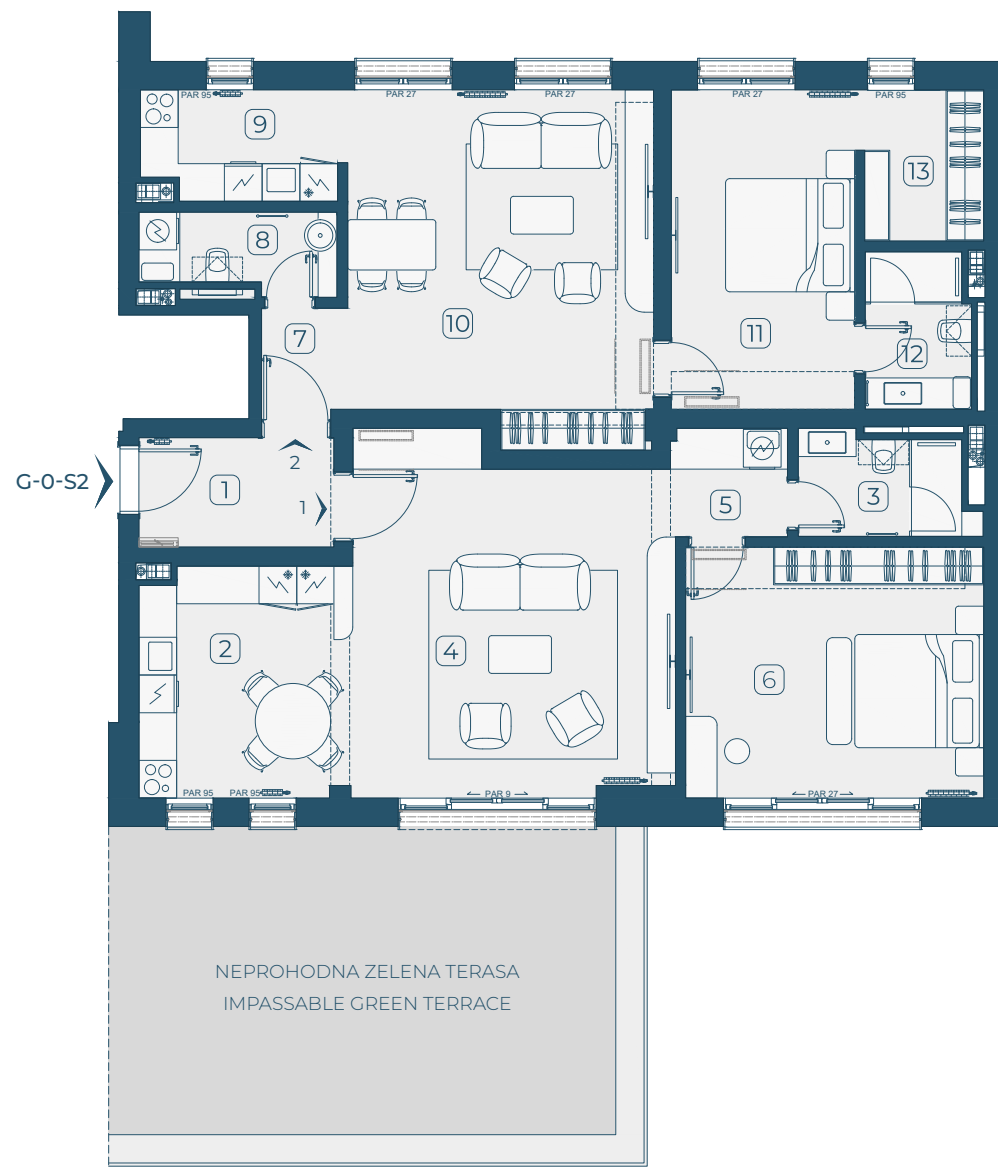 PAR 95
PAR 27
PAR 27
PAR 27
PAR 95
9
13
8
10
7
11
12
2
G-0-S2
1
1
5
3
2
4
6
PAR 95
PAR 95
PAR 9
PAR 27
NEPROHODNA ZELENA TERASA
IMPASSABLE GREEN TERRACE